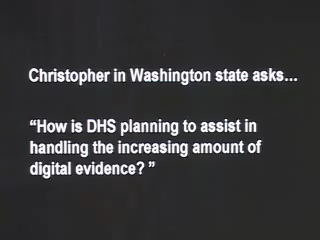 Christopher in Washington state asks…
“How is DHS planning to assist in
handling the increasing amount of
digital evidence? ”